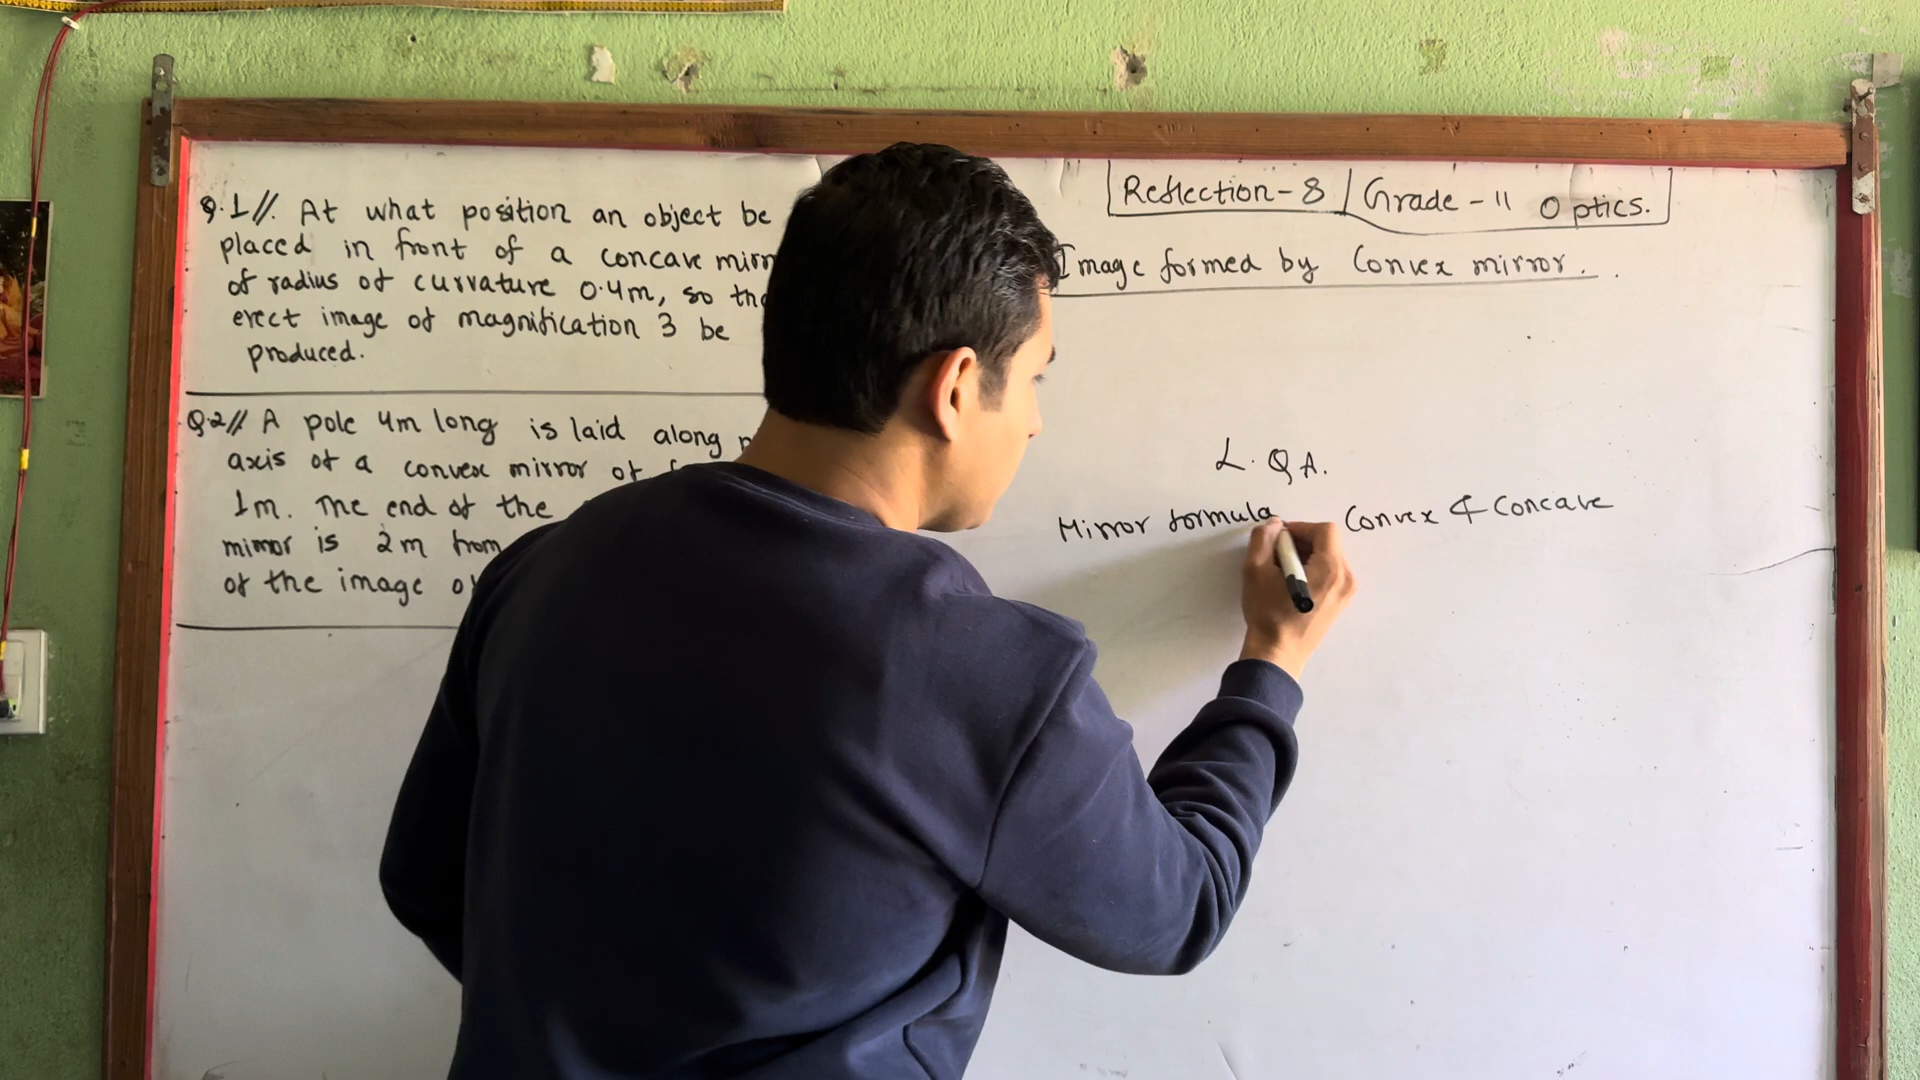 Q.1//. At what position an object be
placed in front of a concave mirr
of radius of curvature 0.4m, so tha
erect image of magnification 3 be
produced.
Q.2// A pole 4m long is laid along p
axis of a convex mirror of
1m. The end of the
mirror is 2m from
of the image o
Reflection-8 Grade-11 Optics.
Image formed by Convex mirror.
L.QA.
Mirror formula Convex & Concave